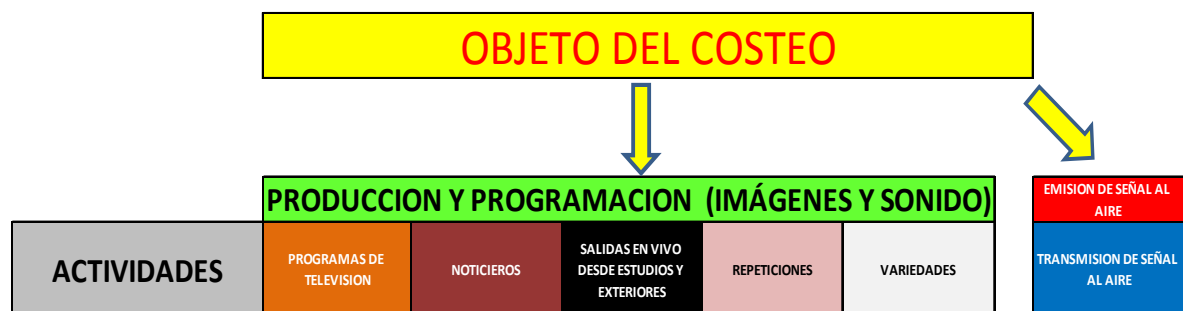 OBJETO DEL COSTEO
PRODUCCION Y PROGRAMACION (IMÁGENES Y SONIDO)
EMISION DE SEÑAL AL
AIRE
ACTIVIDADES
PROGRAMAS DE
TELEVISION
NOTICIEROS
SALIDAS EN VIVO
DESDE ESTUDIOS Y
EXTERIORES
REPETICIONES
VARIEDADES
TRANSMISION DE SEÑAL
AL AIRE